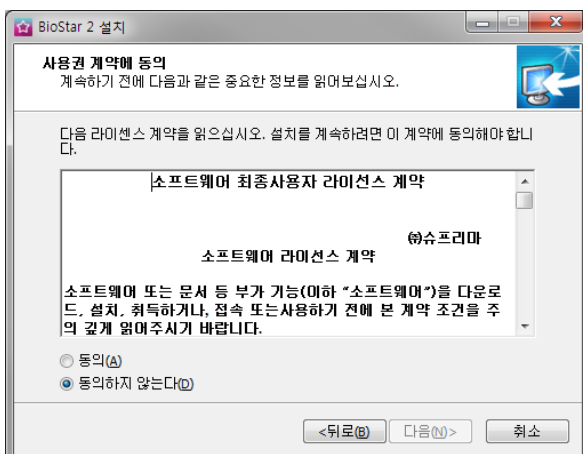 BioStar 2 설치
사용권 계약에 동의
계속하기 전에 다음과 같은 중요한 정보를 읽어보십시오.
다음 라이센스 계약을 읽으십시오. 설치를 계속하려면 이 계약에 동의해야 합니
다.
소프트웨어 최종사용자 라이선스 계약
㈜슈프리마
소프트웨어 라이선스 계약
소프트웨어 또는 문서 등 부가 기능(이하 “소프트웨어”)을 다운로
드, 설치, 취득하거나, 접속 또는사용하기 전에 본 계약 조건을 주
의 깊게 읽어주시기 바랍니다.
동의(A)
동의하지 않는다(D)
<뒤로(B) 다음(N)> 취소